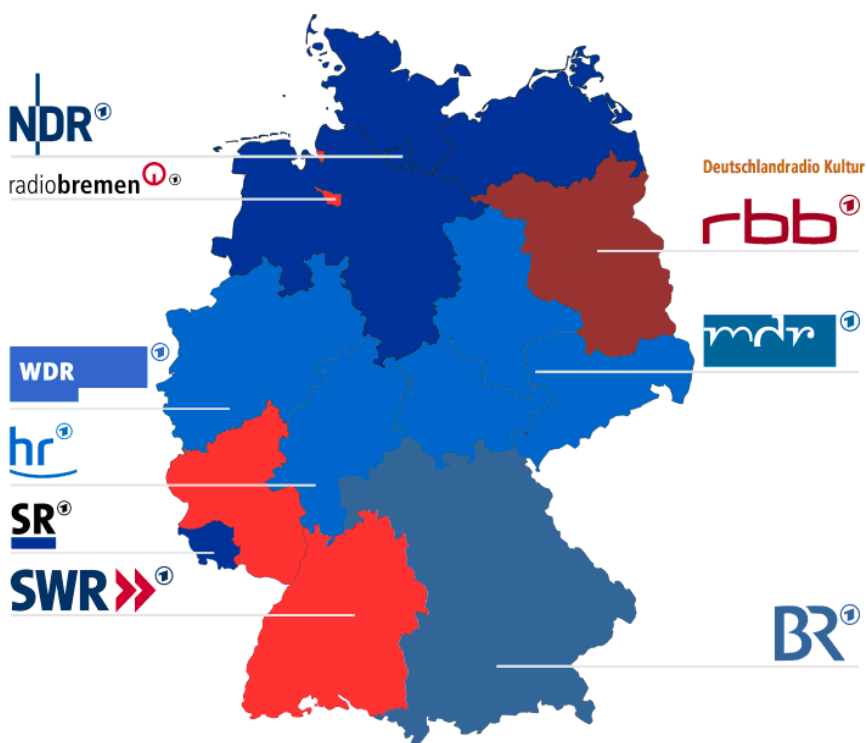 NDR
radiobremen
WDR
hr
SR
SWR
Deutschlandradio Kultur
rbb
mdr
BR